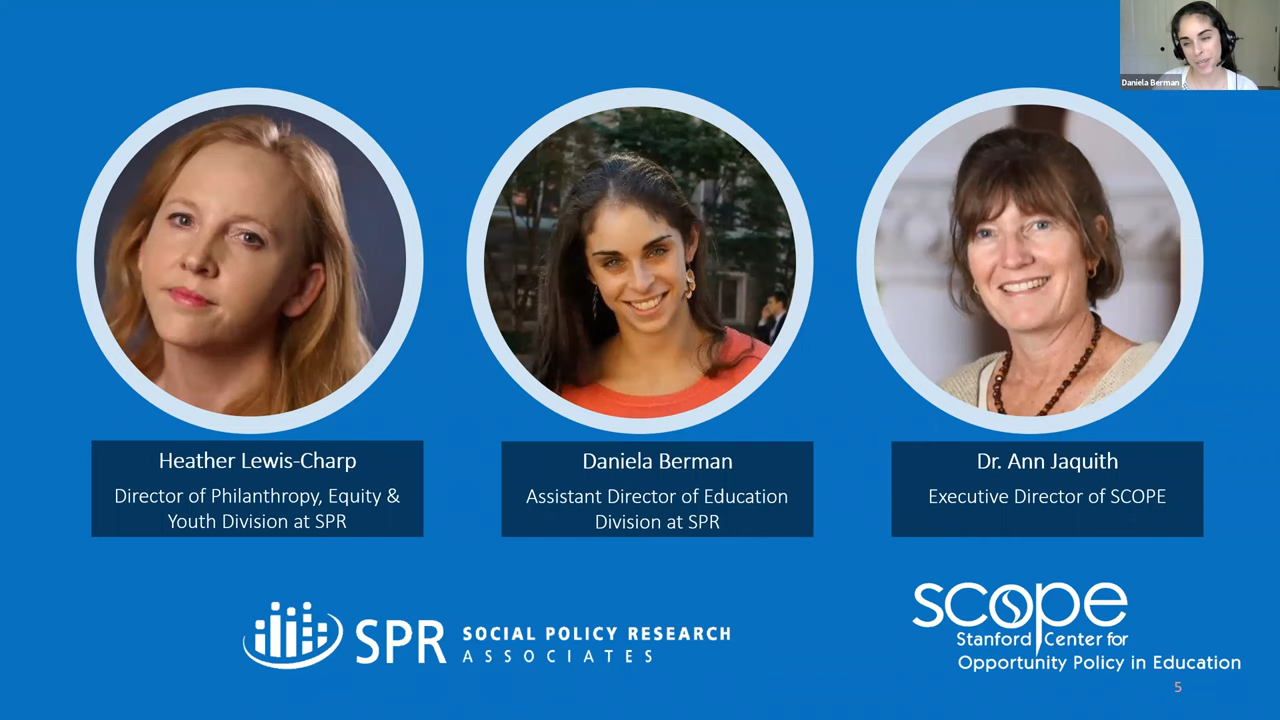 Daniela Berman
Heather Lewis-Charp
Director of Philanthropy, Equity &
Youth Division at SPR
Daniela Berman
Assistant Director of Education
Division at SPR
Dr. Ann Jaquith
Executive Director of SCOPE
SPR
SOCIAL POLICY RESEARCH
ASSOCIATES
scope
Stanford Center for
Opportunity Policy in Education
5